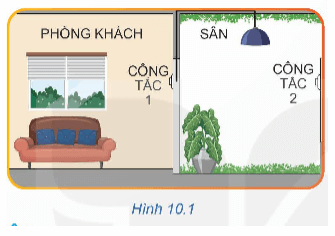 PHÒNG KHÁCH
SÂN
CÔNG
TẮC
1
CÔNG
TẮC
2
Hình 10.1